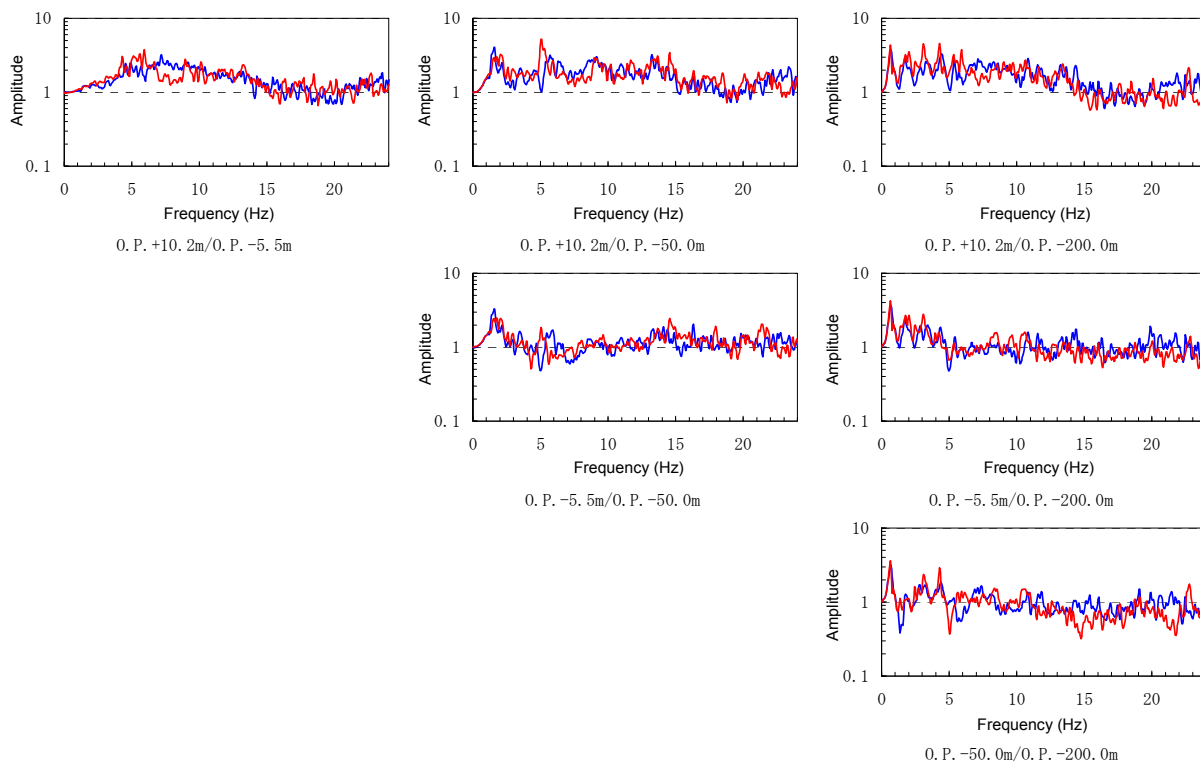 10
1
0.1
Amplitude
0 5 10 15 20
Frequency (Hz)
O.P.+10.2m/O.P.-5.5m
10
1
0.1
Amplitude
0 5 10 15 20
Frequency (Hz)
O.P.+10.2m/O.P.-50.0m
10
1
0.1
Amplitude
0 5 10 15 20
Frequency (Hz)
O.P.+10.2m/O.P.-200.0m
10
1
0.1
Amplitude
0 5 10 15 20
Frequency (Hz)
O.P.-5.5m/O.P.-50.0m
10
1
0.1
Amplitude
0 5 10 15 20
Frequency (Hz)
O.P.-5.5m/O.P.-200.0m
10
1
0.1
Amplitude
0 5 10 15 20
Frequency (Hz)
O.P.-50.0m/O.P.-200.0m